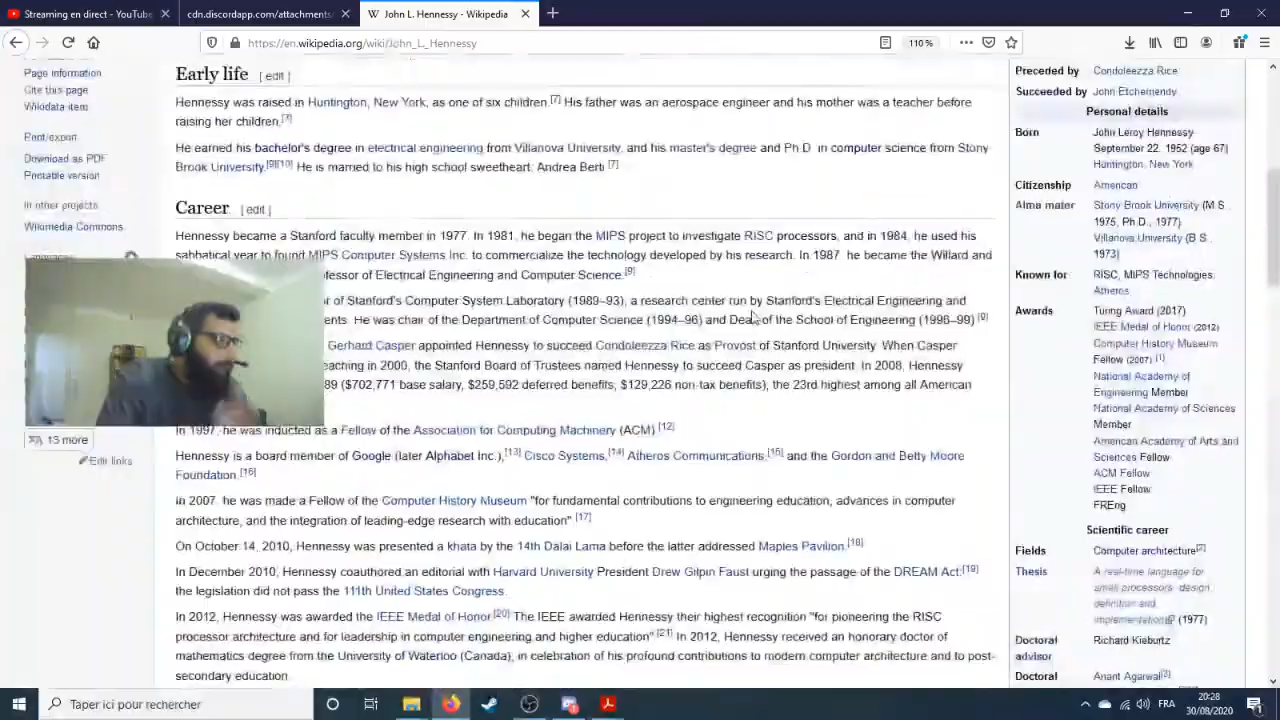 Streaming en direct - YouTube
cdn.discordapp.com/attachments/
John L. Hennessy - Wikipedia
https://en.wikipedia.org/wiki/John_L_Hennessy
110 %
Page information
Cite this page
Wikidata item
Print/export
Download as PDF
Printable version
In other projects
Wikimedia Commons
Languages
13 more
Edit links
Early life [ edit ]
Hennessy was raised in Huntington, New York, as one of six children.[7] His father was an aerospace engineer and his mother was a teacher before
raising her children.[7]
He earned his bachelor's degree in electrical engineering from Villanova University, and his master's degree and Ph.D. in computer science from Stony
Brook University.[9][10] He is married to his high school sweetheart, Andrea Berti.[7]
Career [ edit ]
Hennessy became a Stanford faculty member in 1977. In 1981, he began the MIPS project to investigate RISC processors, and in 1984, he used his
sabbatical year to found MIPS Computer Systems Inc. to commercialize the technology developed by his research. In 1987, he became the Willard and
ofessor of Electrical Engineering and Computer Science.[9]
r of Stanford's Computer System Laboratory (1989–93), a research center run by Stanford's Electrical Engineering and
nts. He was chair of the Department of Computer Science (1994–96) and Dean of the School of Engineering (1996–99).[9]
Gerhard Casper appointed Hennessy to succeed Condoleezza Rice as Provost of Stanford University. When Casper
eaching in 2000, the Stanford Board of Trustees named Hennessy to succeed Casper as president. In 2008, Hennessy
89 ($702,771 base salary, $259,592 deferred benefits, $129,226 non-tax benefits), the 23rd highest among all American
In 1997, he was inducted as a Fellow of the Association for Computing Machinery (ACM).[12]
Hennessy is a board member of Google (later Alphabet Inc.),[13] Cisco Systems,[14] Atheros Communications,[15] and the Gordon and Betty Moore
Foundation.[16]
In 2007, he was made a Fellow of the Computer History Museum "for fundamental contributions to engineering education, advances in computer
architecture, and the integration of leading-edge research with education".[17]
On October 14, 2010, Hennessy was presented a khata by the 14th Dalai Lama before the latter addressed Maples Pavilion.[18]
In December 2010, Hennessy coauthored an editorial with Harvard University President Drew Gilpin Faust urging the passage of the DREAM Act;[19]
the legislation did not pass the 111th United States Congress.
In 2012, Hennessy was awarded the IEEE Medal of Honor.[20] The IEEE awarded Hennessy their highest recognition "for pioneering the RISC
processor architecture and for leadership in computer engineering and higher education".[21] In 2012, Hennessy received an honorary doctor of
mathematics degree from the University of Waterloo (Canada), in celebration of his profound contributions to modern computer architecture and to post-
secondary education.
Preceded by Condoleezza Rice
Succeeded by John Etchemendy
Personal details
Born John Leroy Hennessy
September 22, 1952 (age 67)
Huntington, New York
Citizenship American
Alma mater Stony Brook University (M.S.
1975, Ph.D., 1977)
Villanova University (B.S.,
1973)
Known for RISC, MIPS Technologies,
Atheros
Awards Turing Award (2017)
IEEE Medal of Honor (2012)
Computer History Museum
Fellow (2007) [1]
National Academy of
Engineering Member
National Academy of Sciences
Member
American Academy of Arts and
Sciences Fellow
ACM Fellow
IEEE Fellow
FREng
Scientific career
Fields Computer architecture[2]
Thesis A real-time language for
small processors: design,
definition and
implementation (1977)
Doctoral
advisor Richard Kieburtz
Doctoral Anant Agarwal[3]
Taper ici pour rechercher
FRA
20:28
30/08/2020